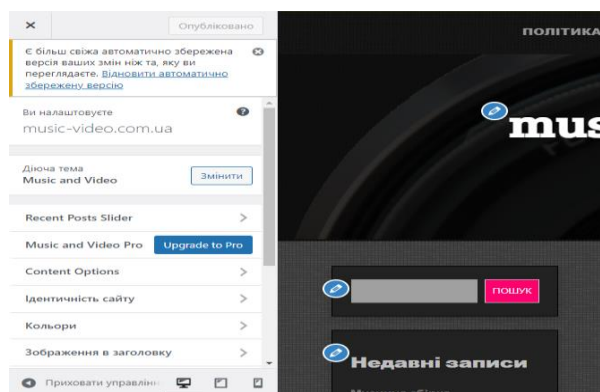 Опубліковано
Є більш свіжа автоматично збережена
версія ваших змін ніж та, яку ви
переглядаєте. Відновити автоматично
збережену версію
Ви налаштовуєте
music-video.com.ua
Діюча тема
Music and Video
Змінити
Recent Posts Slider
Music and Video Pro
Upgrade to Pro
Content Options
Ідентичність сайту
Кольори
Зображення в заголовку
Приховати управлінн
ПОЛІТИКА
mus
ПОШУК
Недавні записи